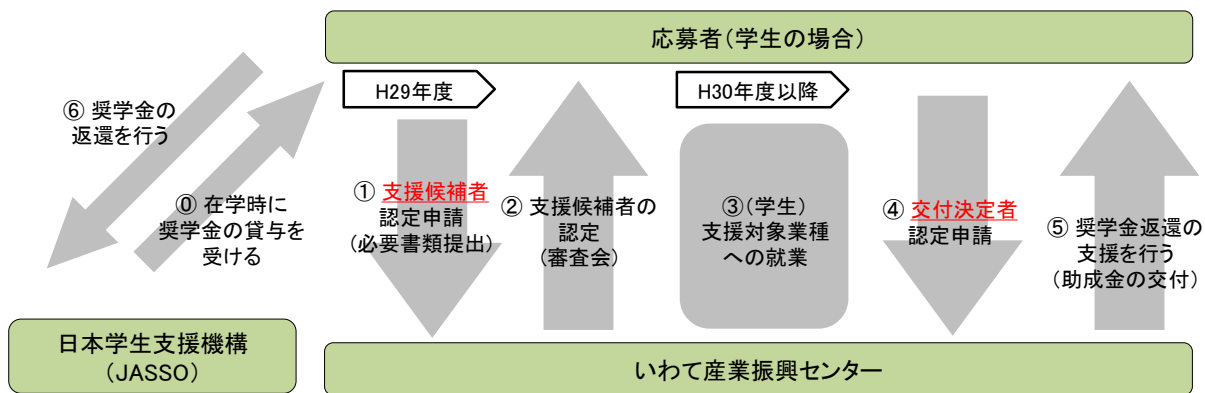 応募者(学生の場合)
H29年度
H30年度以降
⑥ 奨学金の
返還を行う
⓪ 在学時に
奨学金の貸与を
受ける
① 支援候補者
認定申請
(必要書類提出)
② 支援候補者の
認定
(審査会)
③(学生)
支援対象業種
への就業
④ 交付決定者
認定申請
⑤ 奨学金返還の
支援を行う
(助成金の交付)
日本学生支援機構
(JASSO)
いわて産業振興センター